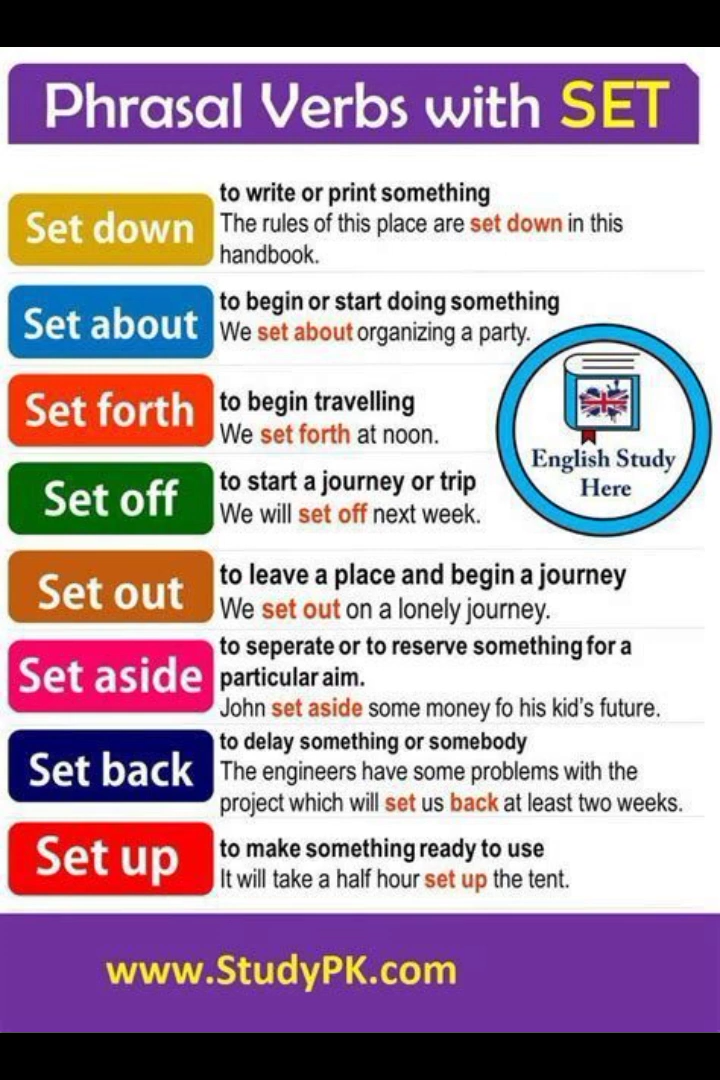 Phrasal Verbs with SET
Set down
to write or print something
The rules of this place are set down in this
handbook.
Set about
to begin or start doing something
We set about organizing a party.
Set forth
to begin travelling
We set forth at noon.
English Study
Here
Set off
to start a journey or trip
We will set off next week.
Set out
to leave a place and begin a journey
We set out on a lonely journey.
Set aside
to seperate or to reserve something for a
particular aim.
John set aside some money fo his kid's future.
Set back
to delay something or somebody
The engineers have some problems with the
project which will set us back at least two weeks.
Set up
to make something ready to use
It will take a half hour set up the tent.
www.StudyPK.com